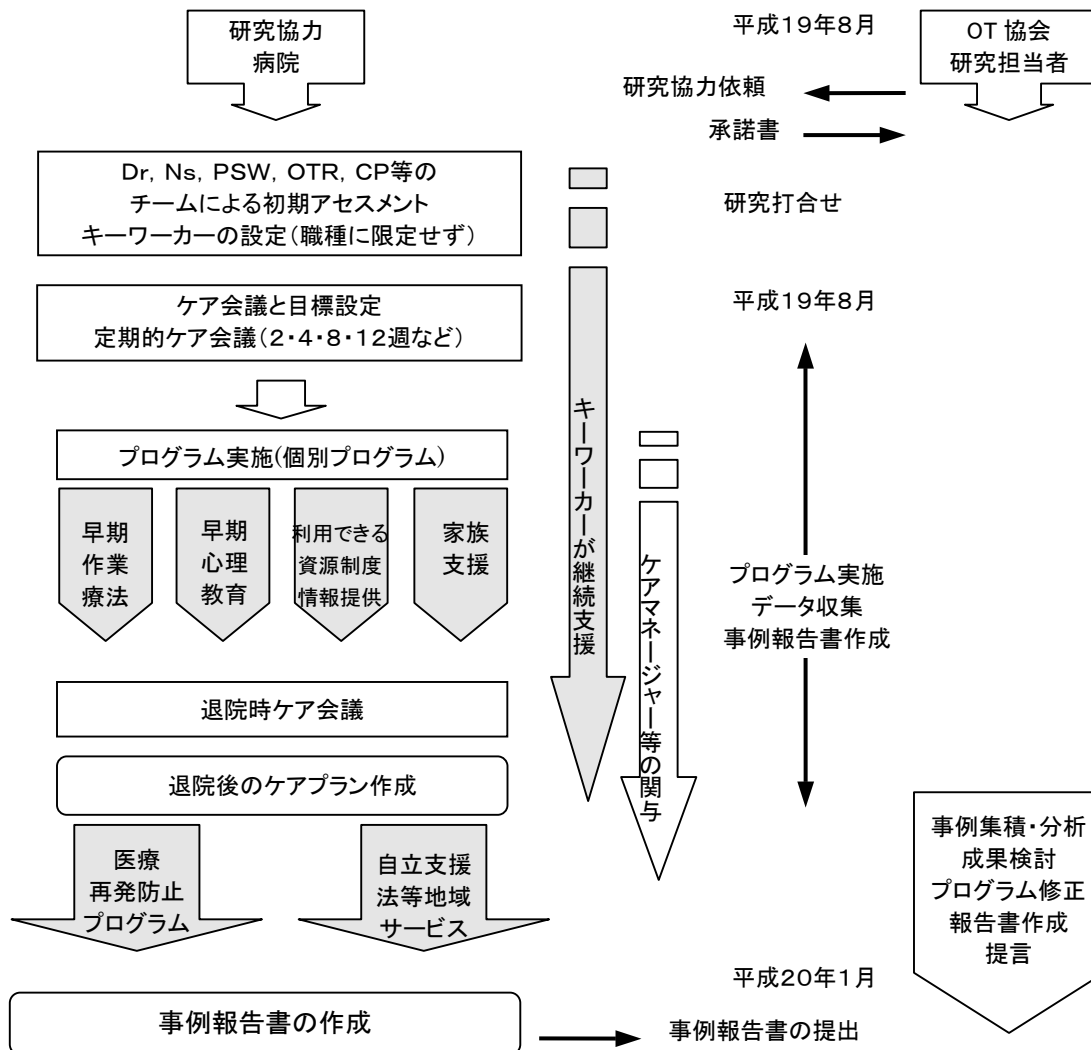 研究協力
病院
平成19年8月
OT 協会
研究担当者
研究協力依頼
承諾書
Dr, Ns, PSW, OTR, CP等の
チームによる初期アセスメント
キーワーカーの設定(職種に限定せず)
研究打合せ
ケア会議と目標設定
定期的ケア会議(2・4・8・12週など)
平成19年8月
プログラム実施(個別プログラム)
早期
作業
療法
早期
心理
教育
利用できる
資源制度
情報提供
家族
支援
キーワーカーが継続支援
ケアマネージャー等の関与
プログラム実施
データ収集
事例報告書作成
退院時ケア会議
退院後のケアプラン作成
医療
再発防止
プログラム
自立支援
法等地域
サービス
事例集積・分析
成果検討
プログラム修正
報告書作成
提言
平成20年1月
事例報告書の作成
事例報告書の提出